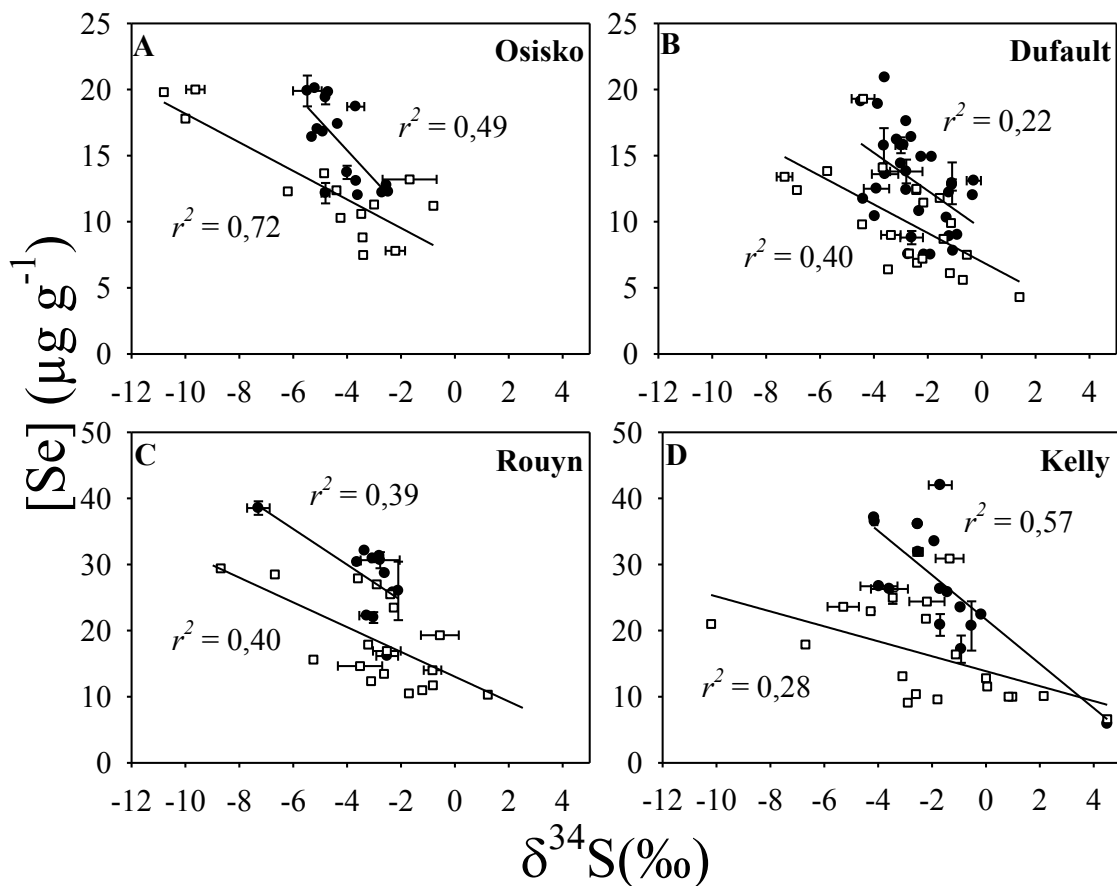 A Osisko
25
20
15
10
5
0
r² = 0,49
r² = 0,72
-12 -10 -8 -6 -4 -2 0 2 4
B Dufault
25
20
15
10
5
0
r² = 0,22
r² = 0,40
-12 -10 -8 -6 -4 -2 0 2 4
[Se] (µg g⁻¹)
C Rouyn
50
40
30
20
10
0
r² = 0,39
r² = 0,40
-12 -10 -8 -6 -4 -2 0 2 4
D Kelly
50
40
30
20
10
0
r² = 0,57
r² = 0,28
-12 -10 -8 -6 -4 -2 0 2 4
δ³⁴S(‰)